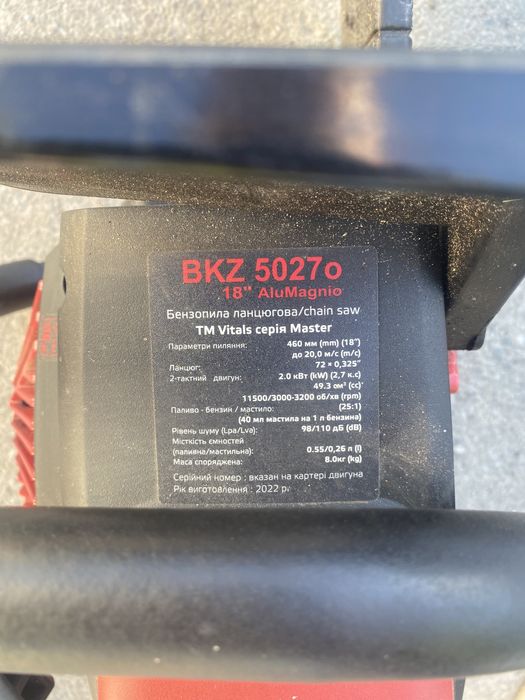 BKZ 5027o
18" AluMagnio
Бензопила ланцюгова/chain saw
ТМ Vitals серія Master
Параметри пиляння: 460 мм (mm) (18")
до 20,0 м/с (m/c)
Ланцюг: 72 × 0,325"
2-тактний двигун: 2.0 кВт (kW) (2,7 к.с)
49.3 см³ (cc)
11500/3000-3200 об/хв (rpm)
Паливо - бензин / мастило: (25:1)
(40 мл мастила на 1 л бензина)
Рівень шуму (Lpa/Lwa): 98/110 дБ (dB)
Місткість ємностей
(паливна/мастильна): 0.55/0,26 л (l)
Маса споряджена: 8.0кг (kg)
Серійний номер : вказан на картері двигуна
Рік виготовлення : 2022 р.